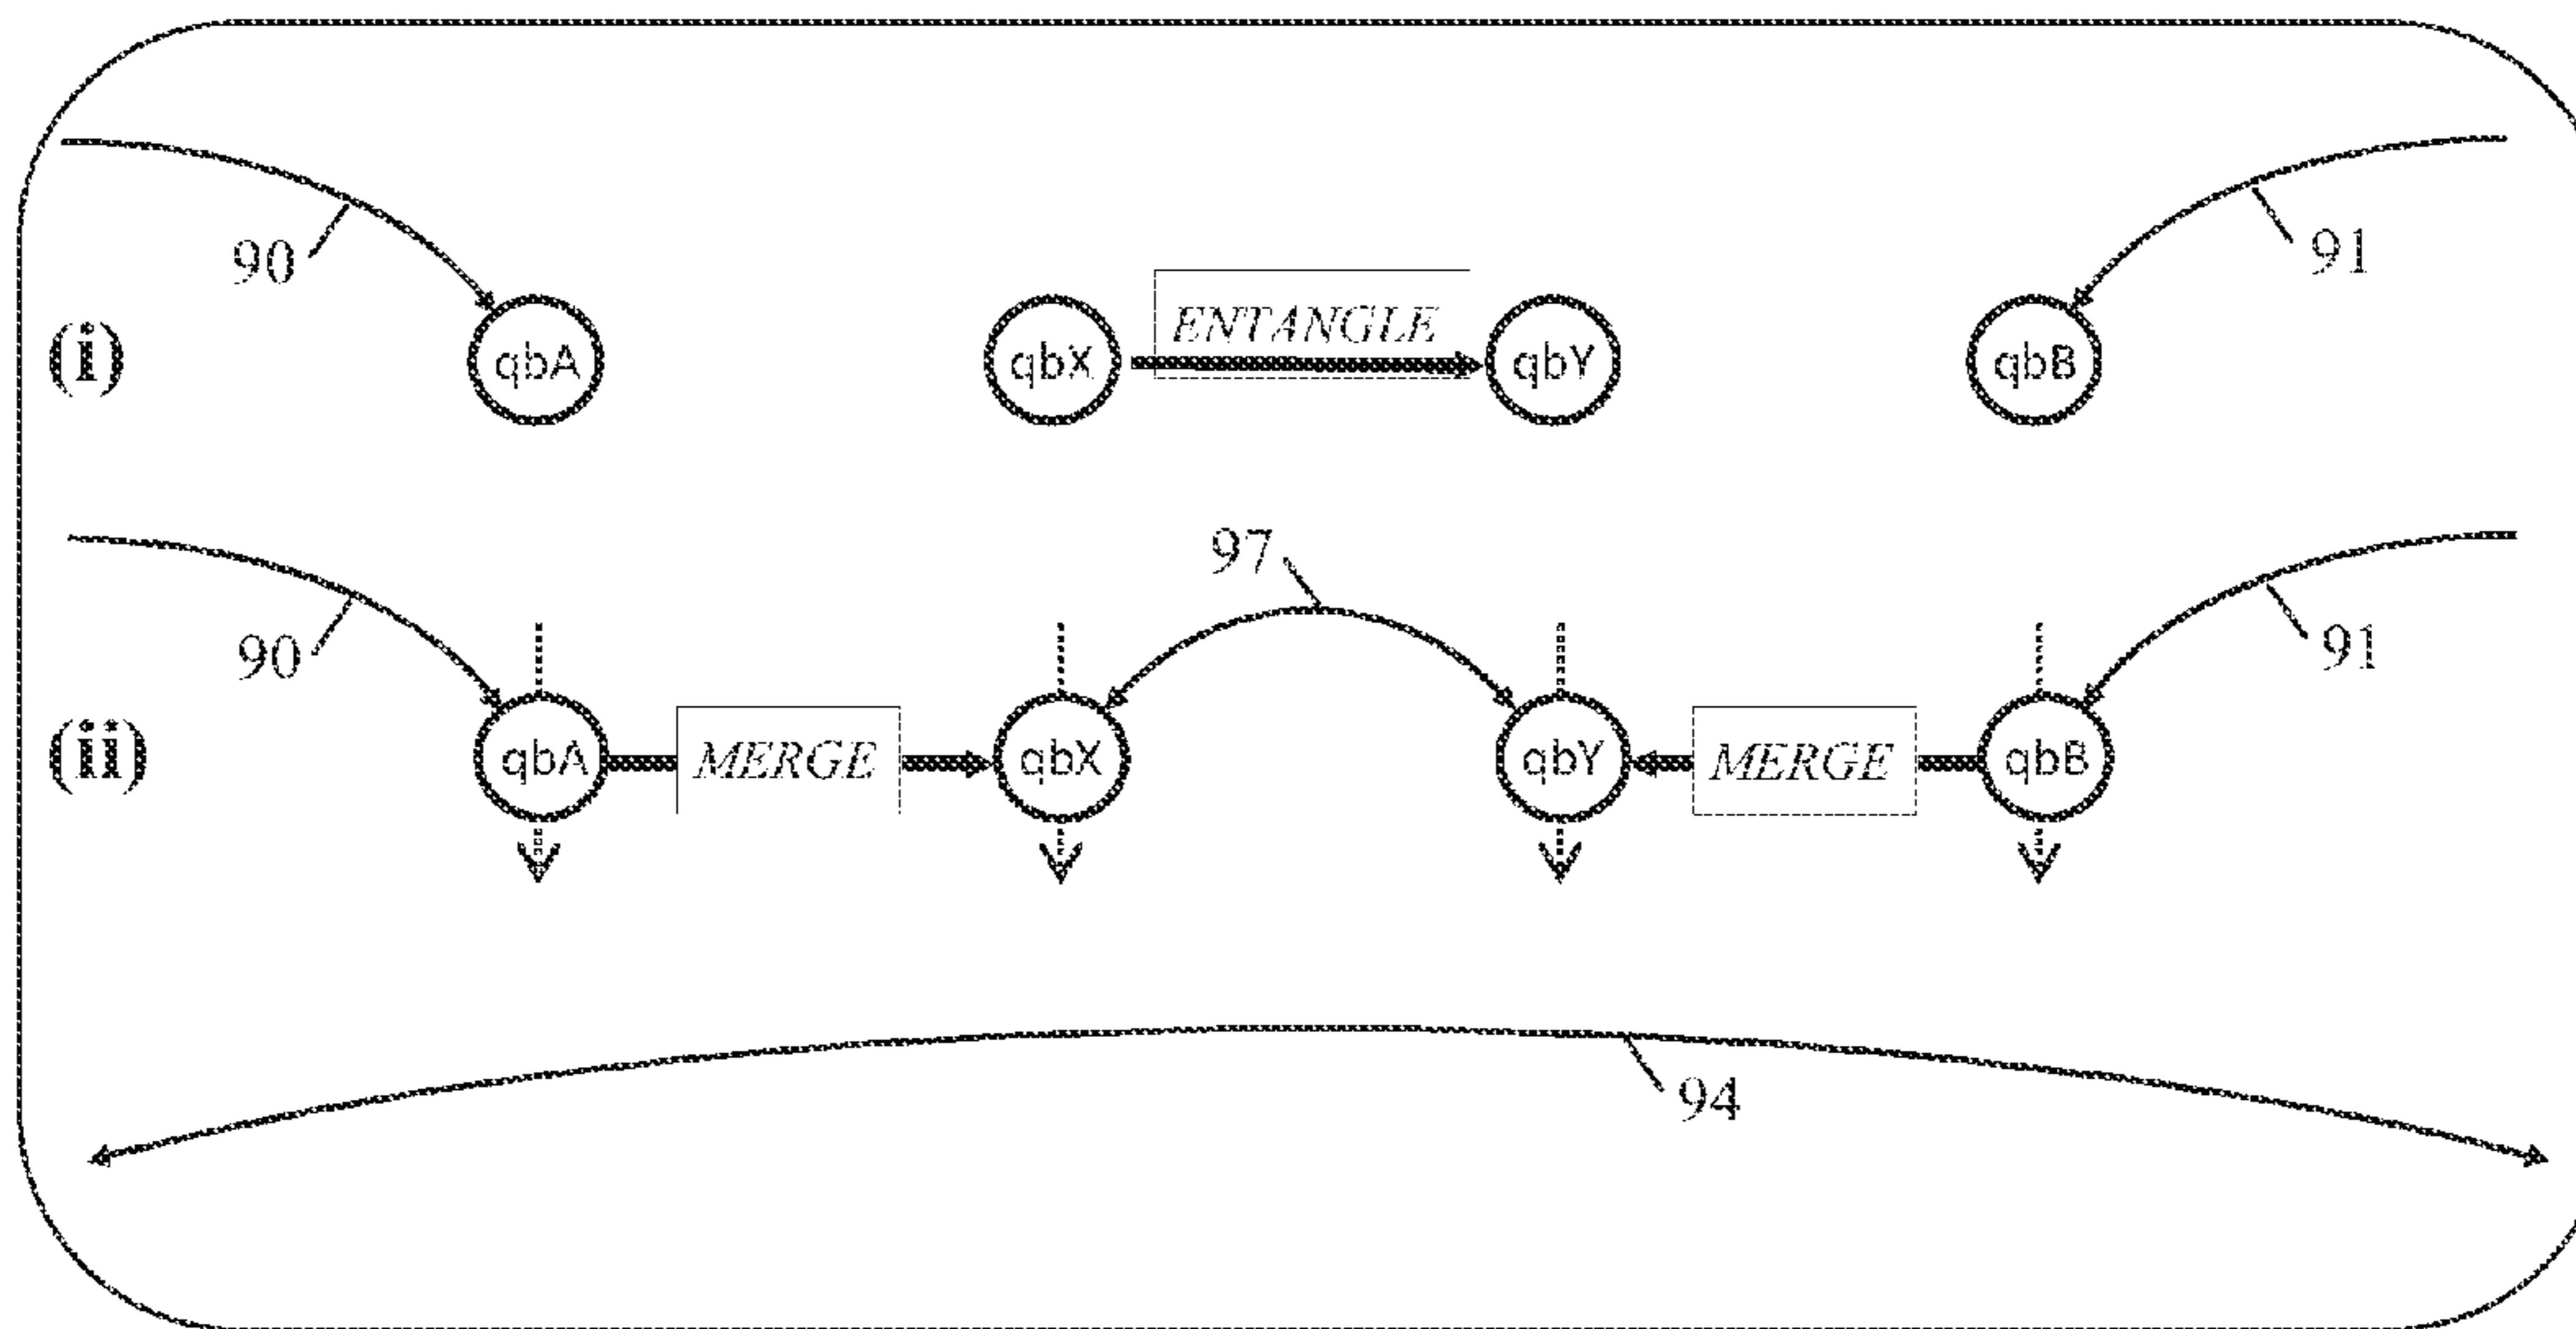 90
91
(i)
qbA
qbX
ENTANGLE
qbY
qbB
97
90
91
(ii)
qbA
MERGE
qbX
qbY
MERGE
qbB
94